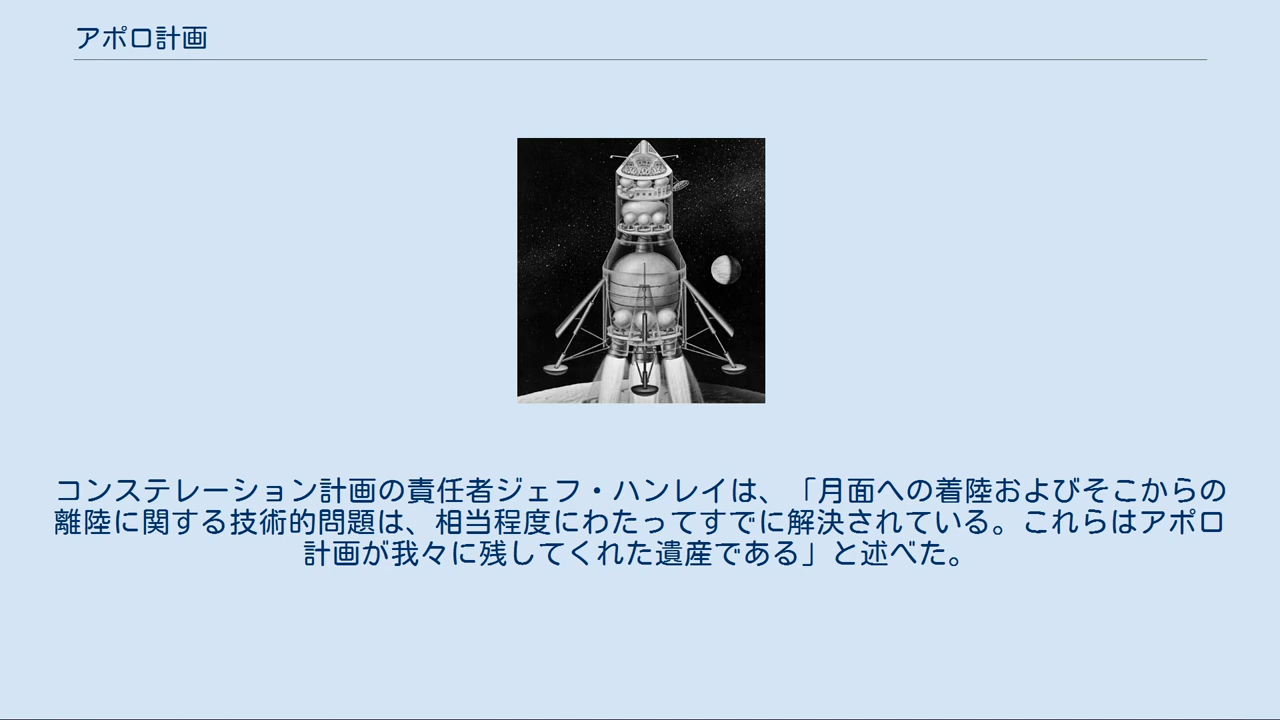 アポロ計画
コンステレーション計画の責任者ジェフ・ハンレイは、「月面への着陸およびそこからの
離陸に関する技術的問題は、相当程度にわたってすでに解決されている。これらはアポロ
計画が我々に残してくれた遺産である」と述べた。